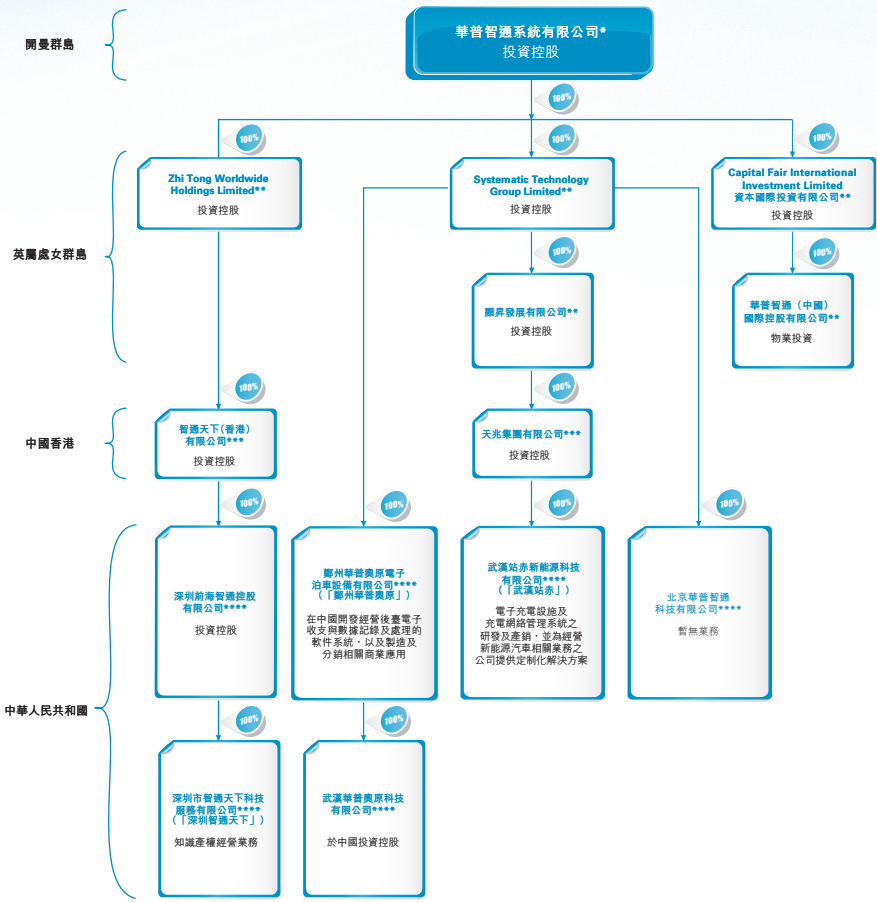 開曼群島
華普智通系統有限公司*
投資控股
100%
100%
100%
100%
英屬處女群島
Zhi Tong Worldwide
Holdings Limited**
投資控股
Systematic Technology
Group Limited**
投資控股
Capital Fair International
Investment Limited
資本國際投資有限公司**
投資控股
100%
100%
顯昇發展有限公司**
投資控股
華普智通（中國）
國際控股有限公司**
物業投資
100%
100%
中國香港
智通天下（香港）
有限公司***
投資控股
天兆集團有限公司***
投資控股
100%
100%
100%
100%
中華人民共和國
深圳前海智通控股
有限公司****
投資控股
鄭州華普奧原電子
泊車設備有限公司****
（「鄭州華普奧原」）
在中國開發經營後臺電子
收支與數據記錄及處理的
軟件系統，以及製造及
分銷相關商業應用
武漢站赤新能源科技
有限公司****
（「武漢站赤」）
電子充電設施及
充電網絡管理系統之
研發及產銷，並為經營
新能源汽車相關業務之
公司提供定制化解決方案
北京華普智通
科技有限公司****
暫無業務
100%
100%
深圳市智通天下科技
服務有限公司****
（「深圳智通天下」）
知識產權經營業務
武漢華普奧原科技
有限公司****
於中國投資控股